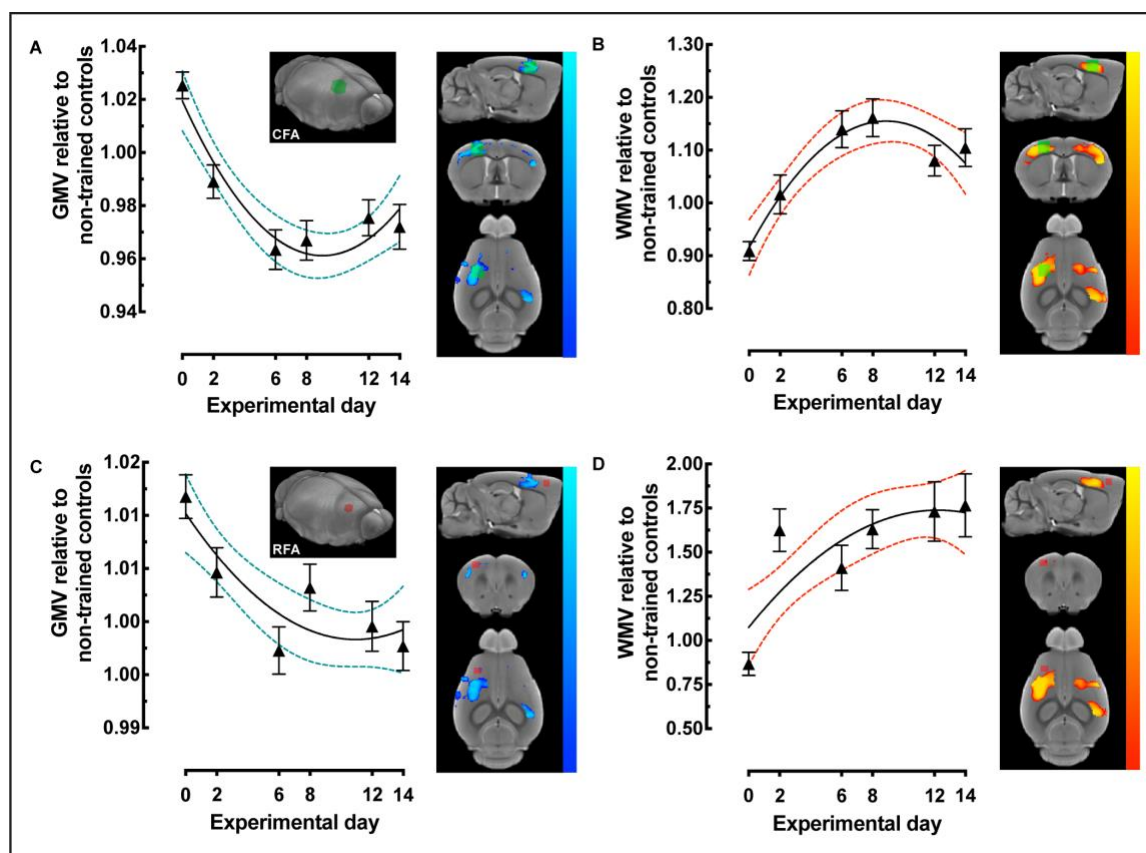 A
GMV relative to
non-trained controls
1.04
1.02
1.00
0.98
0.96
0.94
CFA
0 2 6 8 12 14
Experimental day
B
WMV relative to
non-trained controls
1.30
1.20
1.10
1.00
0.90
0.80
0 2 6 8 12 14
Experimental day
C
GMV relative to
non-trained controls
1.02
1.01
1.01
1.00
1.00
0.99
RFA
0 2 6 8 12 14
Experimental day
D
WMV relative to
non-trained controls
2.00
1.75
1.50
1.25
1.00
0.75
0.50
0 2 6 8 12 14
Experimental day